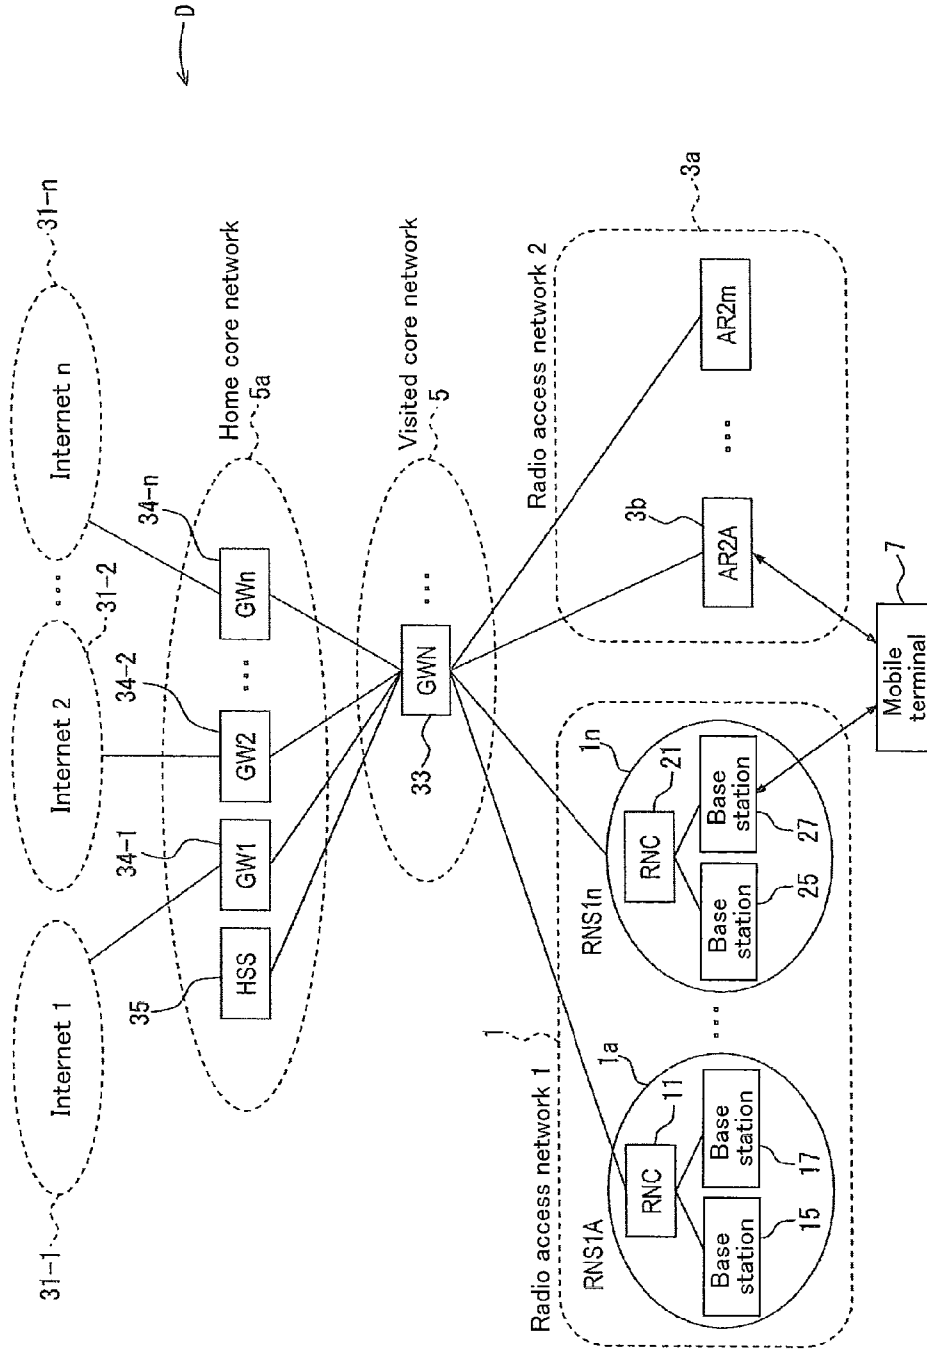 D
31-1
Internet 1
Internet 2
31-2
...
Internet n
31-n
Home core network
5a
35
HSS
34-1
GW1
34-2
GW2
...
34-n
GWn
Visited core network
5
33
GWN
...
Radio access network 1
1
RNS1A
1a
RNC
11
Base
station
15
Base
station
17
...
RNS1n
1n
RNC
21
Base
station
25
Base
station
27
Radio access network 2
3a
3b
AR2A
...
AR2m
Mobile
terminal
7